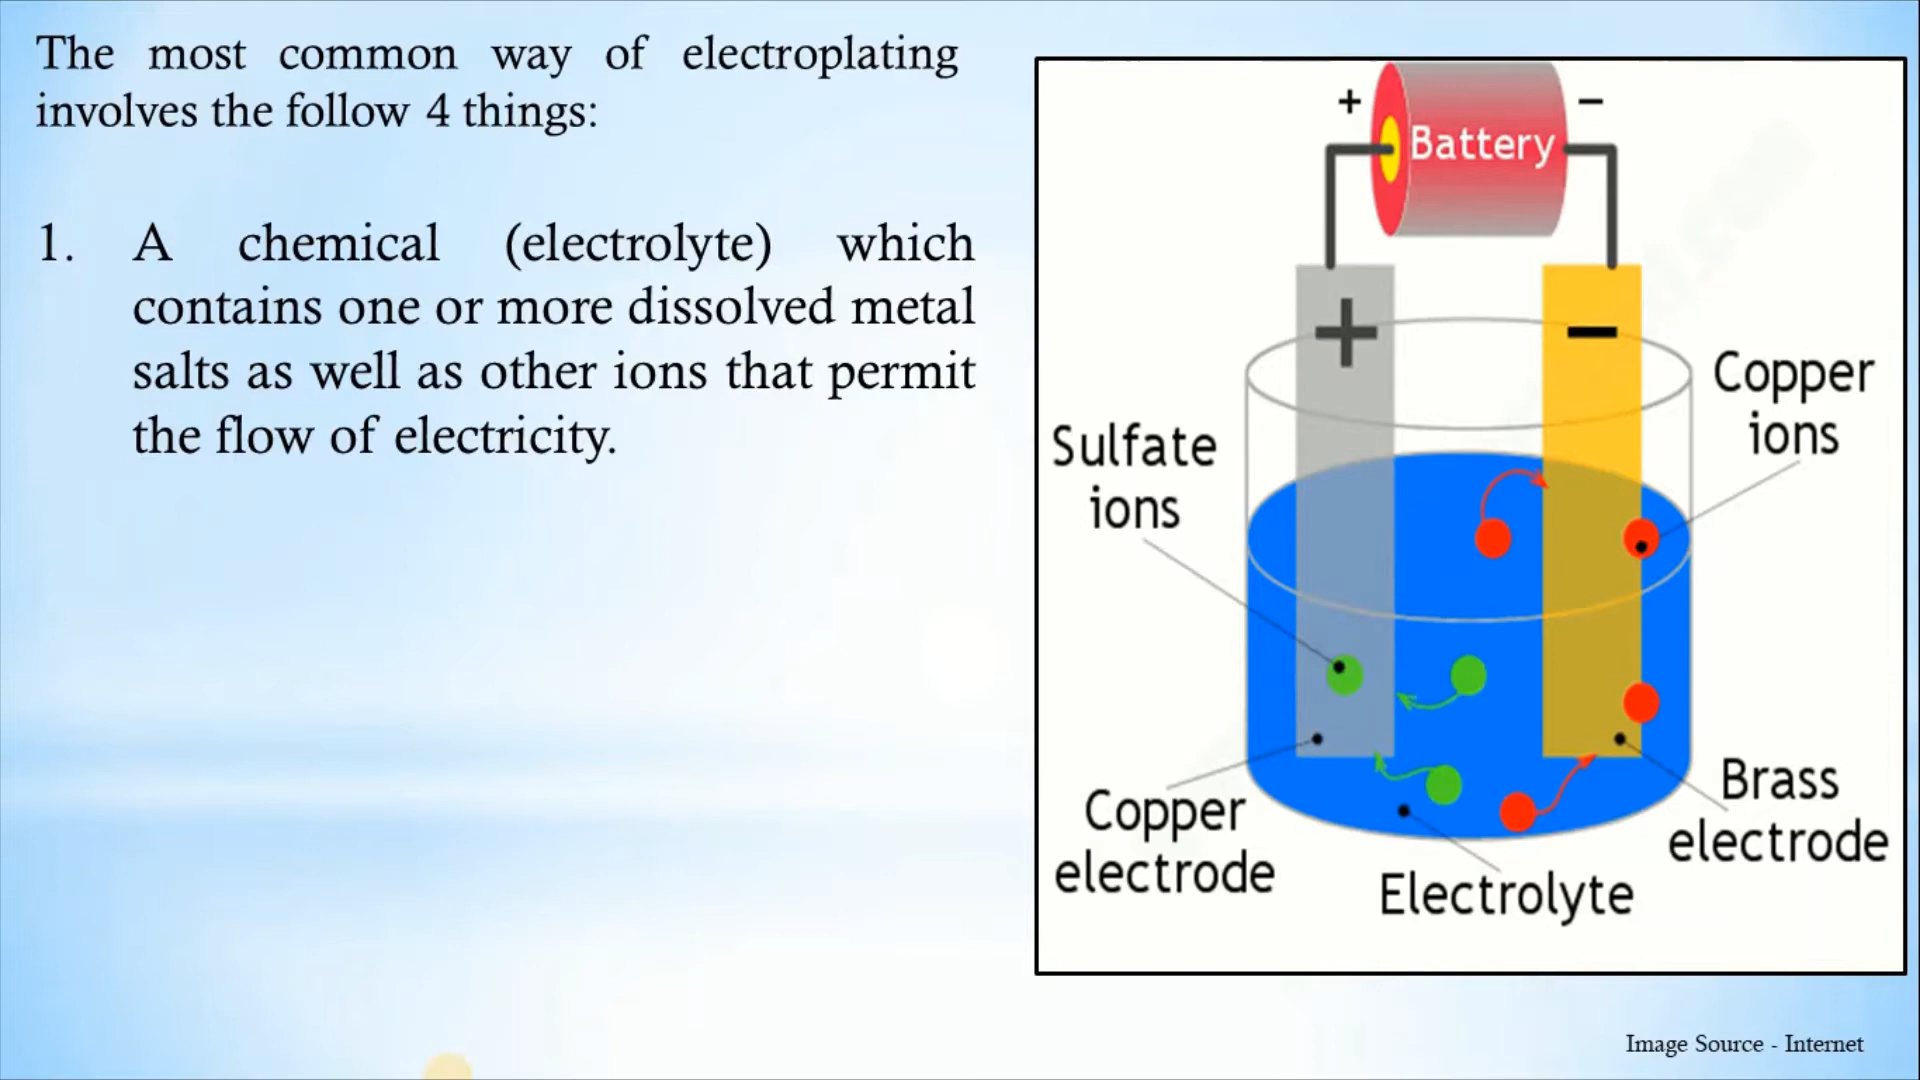 The most common way of electroplating
involves the follow 4 things:
1. A chemical (electrolyte) which
contains one or more dissolved metal
salts as well as other ions that permit
the flow of electricity.
+
Battery
−
+
−
Copper
ions
Sulfate
ions
Copper
electrode
Brass
electrode
Electrolyte
Image Source - Internet